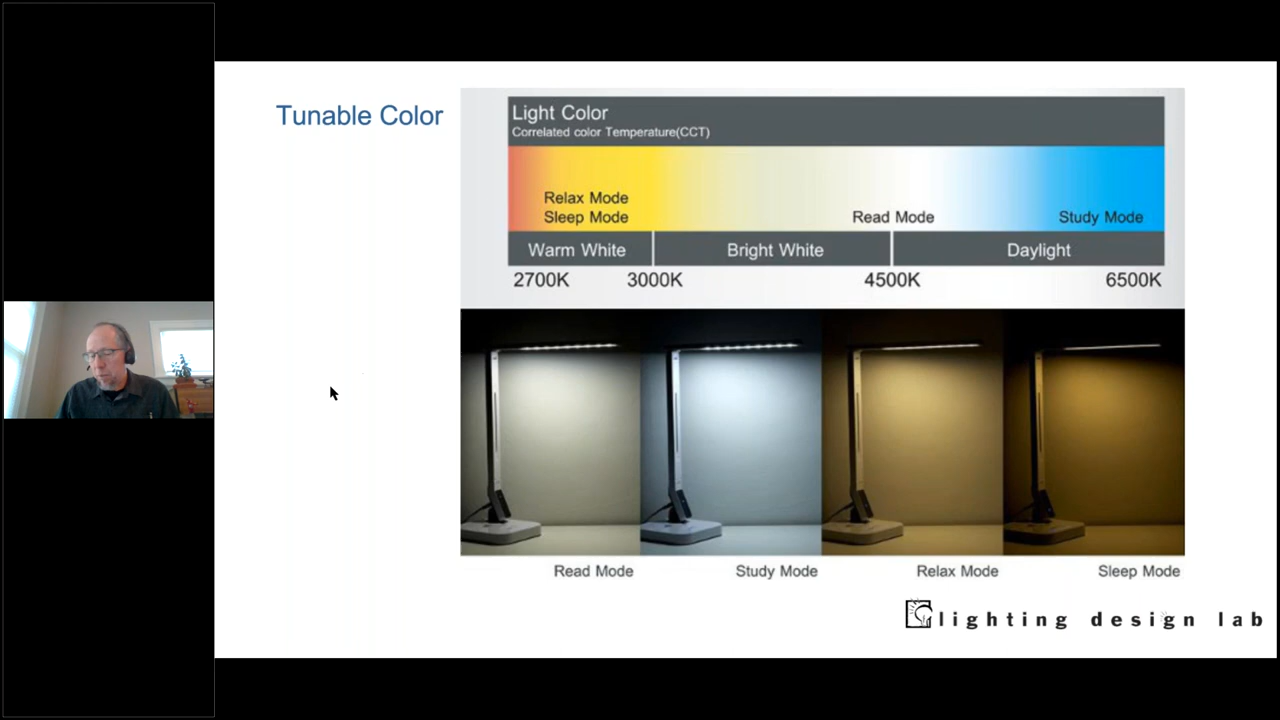 Tunable Color
Light Color
Correlated color Temperature(CCT)
Relax Mode
Sleep Mode
Read Mode
Study Mode
Warm White
Bright White
Daylight
2700K
3000K
4500K
6500K
Read Mode
Study Mode
Relax Mode
Sleep Mode
lighting design lab